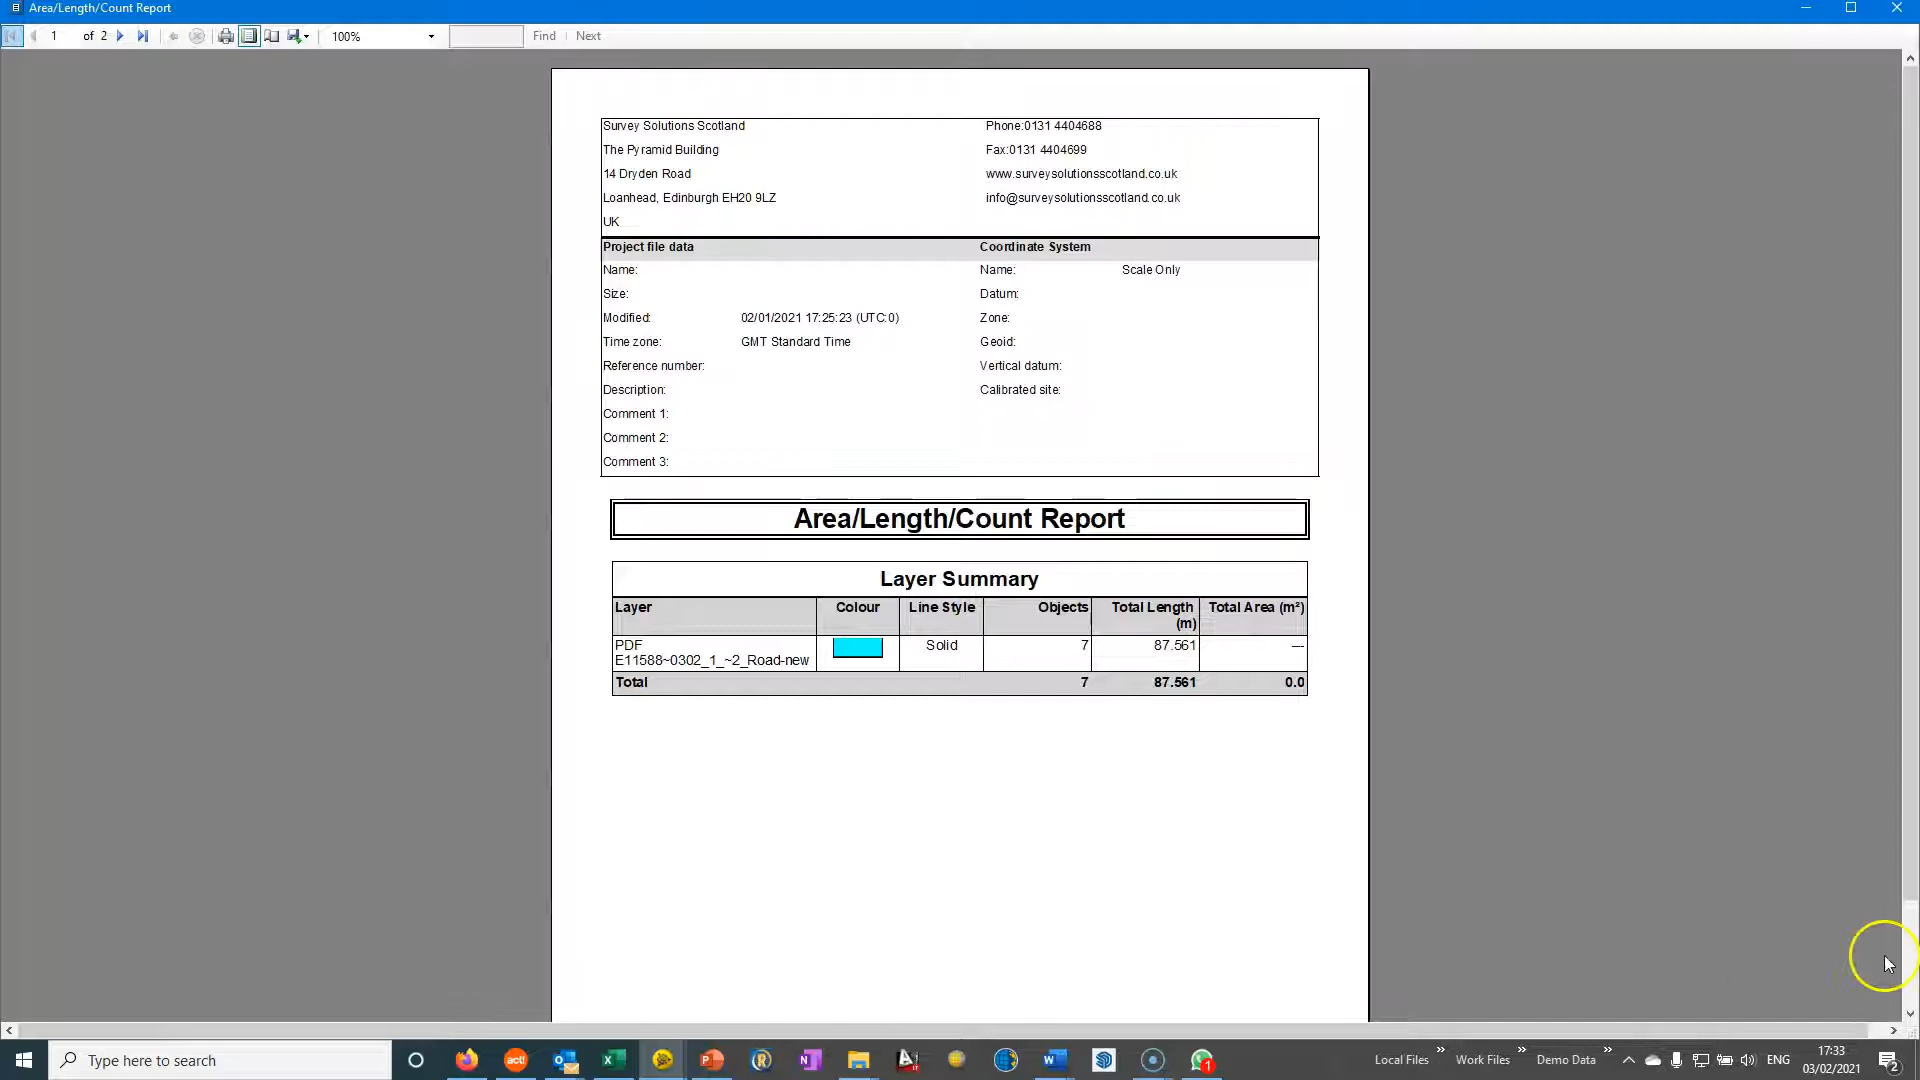 Area/Length/Count Report
1 of 2 100% Find Next
Survey Solutions Scotland Phone:0131 4404688
The Pyramid Building Fax:0131 4404699
14 Dryden Road www.surveysolutionsscotland.co.uk
Loanhead, Edinburgh EH20 9LZ info@surveysolutionsscotland.co.uk
UK
Project file data Coordinate System
Name: Name: Scale Only
Size: Datum:
Modified: 02/01/2021 17:25:23 (UTC:0) Zone:
Time zone: GMT Standard Time Geoid:
Reference number: Vertical datum:
Description: Calibrated site:
Comment 1:
Comment 2:
Comment 3:
Area/Length/Count Report
Layer Summary
Layer Colour Line Style Objects Total Length (m) Total Area (m²)
PDF Solid 7 87.561 ---
E11588~0302_1_~2_Road-new
Total 7 87.561 0.0
Type here to search act! Local Files » Work Files » Demo Data » ENG 17:33
03/02/2021
1
2